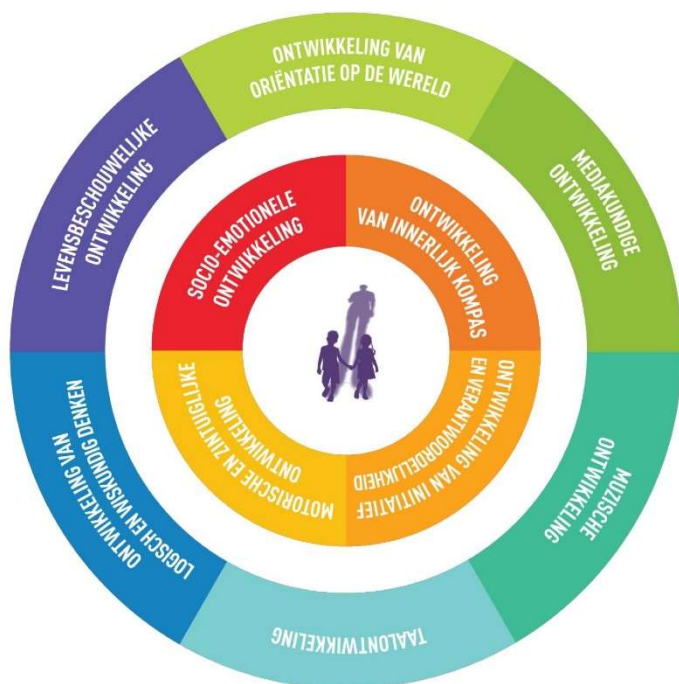 ONTWIKKELING VAN
ORIËNTATIE OP DE WERELD
MEDIAKUNDIGE
ONTWIKKELING
MUZISCHE
ONTWIKKELING
TAALONTWIKKELING
ONTWIKKELING VAN
LOGISCH EN WISKUNDIG DENKEN
LEVENSBESCHOUWELIJKE
ONTWIKKELING
SOCIO-EMOTIONELE
ONTWIKKELING
ONTWIKKELING
VAN INNERLIJK KOMPAS
ONTWIKKELING VAN INITIATIEF
EN VERANTWOORDELIJKHEID
MOTORISCHE EN ZINTUIGLIJKE
ONTWIKKELING